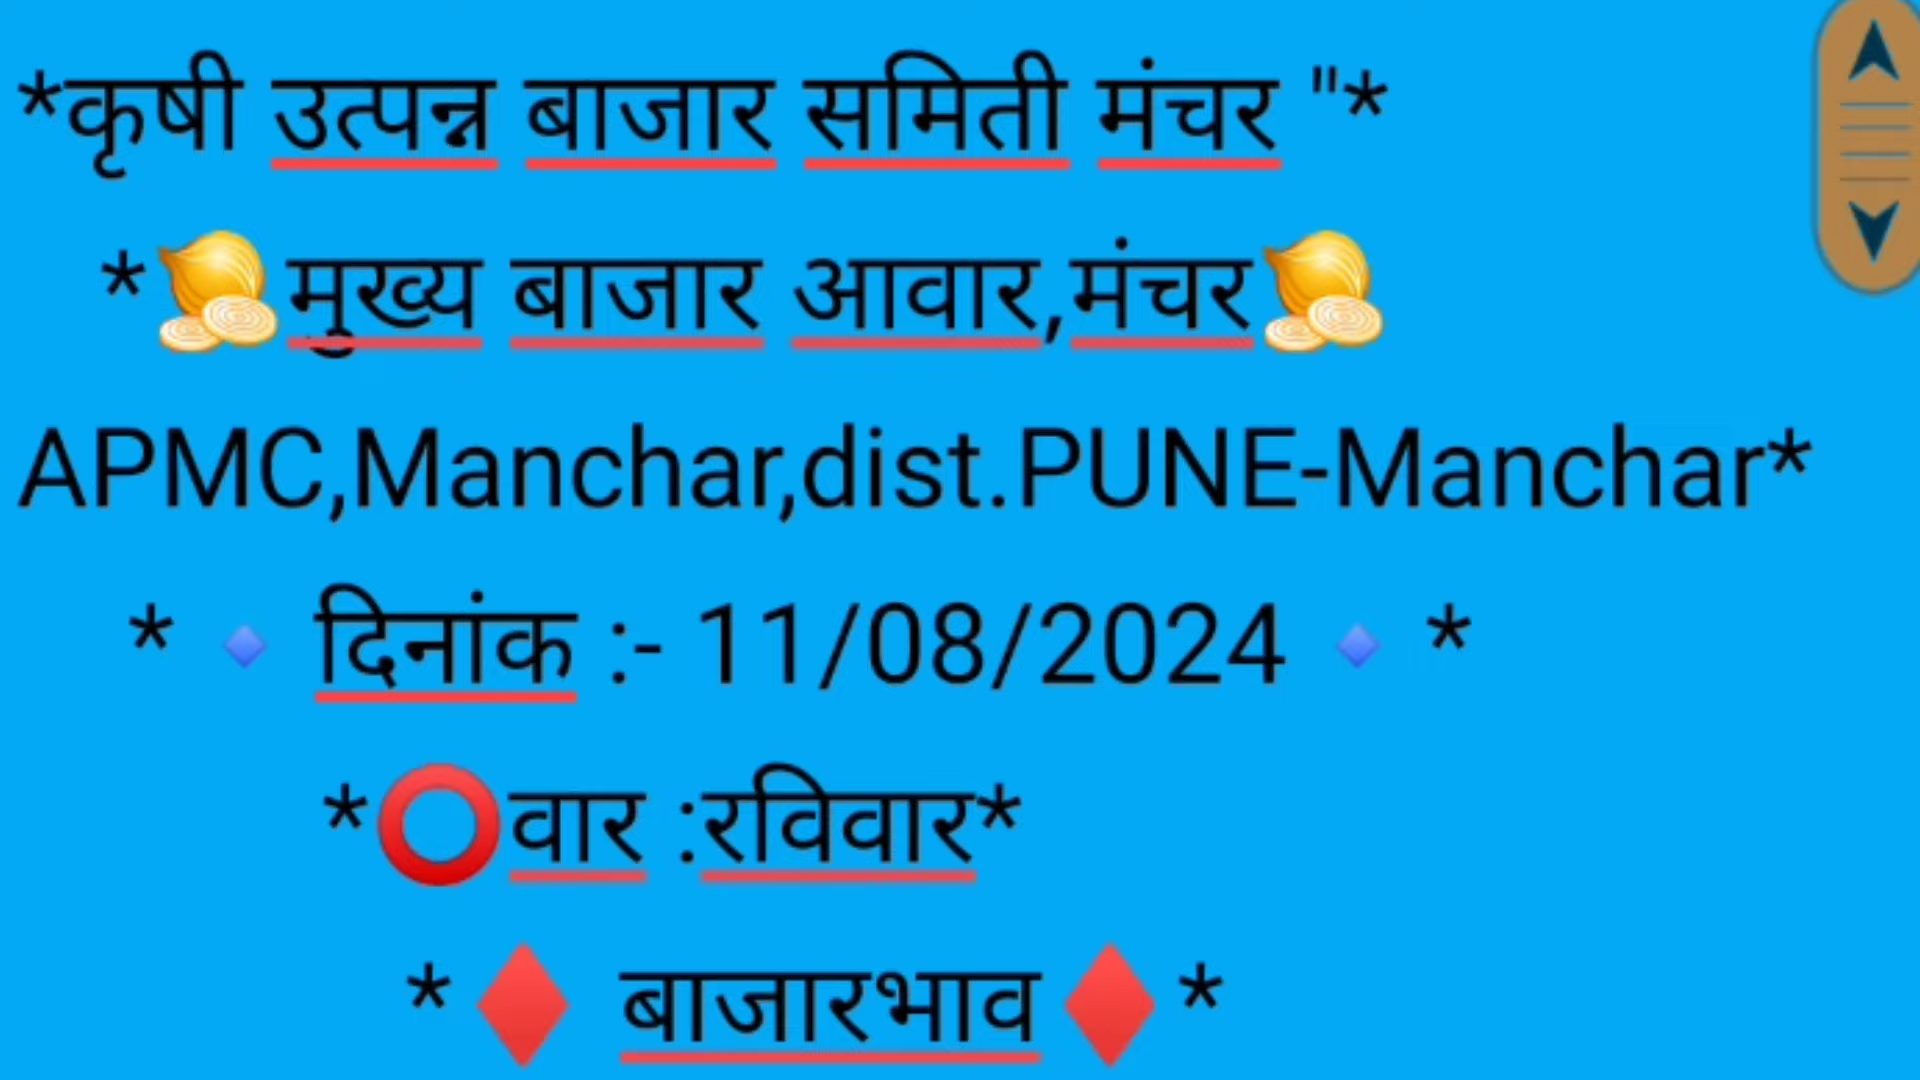 *कृषी उत्पन्न बाजार समिती मंचर "*
*🧅मुख्य बाजार आवार,मंचर🧅
APMC,Manchar,dist.PUNE-Manchar*
*🔹 दिनांक :- 11/08/2024🔹*
*⭕वार :रविवार*
*♦️ बाजारभाव♦️*